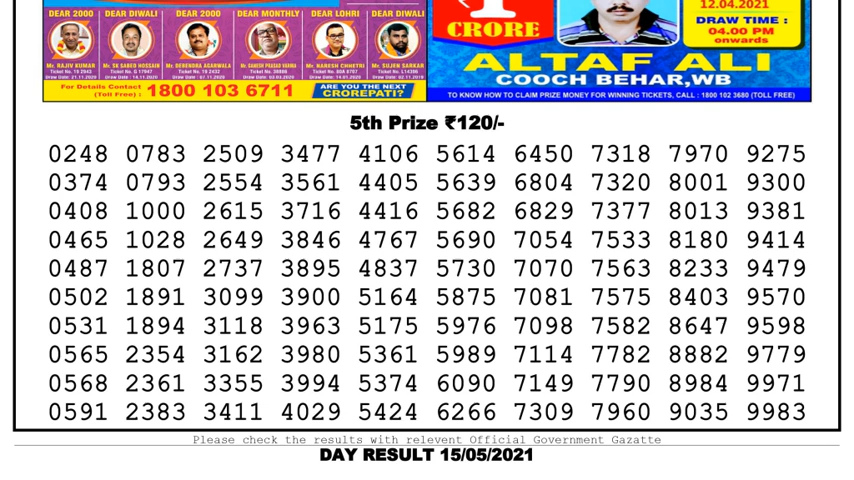 DEAR 2000 DEAR DIWALI DEAR 2000 DEAR MONTHLY DEAR LOHRI DEAR DIWALI
Mr. RAJIV KUMAR Mr. SK SABED HOSSAIN Mr. DEBENDRA AGARWALA Mr. GANESH PRASAD VARMA Mr. NARESH CHHETRI Mr. SUJEN SARKAR
For Details Contact (Toll Free) : 1800 103 6711 ARE YOU THE NEXT CROREPATI?
1 CRORE
12.04.2021
DRAW TIME :
04.00 PM
onwards
ALTAF ALI
COOCH BEHAR,WB
TO KNOW HOW TO CLAIM PRIZE MONEY FOR WINNING TICKETS, CALL : 1800 102 3680 (TOLL FREE)
5th Prize ₹120/-
0248 0783 2509 3477 4106 5614 6450 7318 7970 9275
0374 0793 2554 3561 4405 5639 6804 7320 8001 9300
0408 1000 2615 3716 4416 5682 6829 7377 8013 9381
0465 1028 2649 3846 4767 5690 7054 7533 8180 9414
0487 1807 2737 3895 4837 5730 7070 7563 8233 9479
0502 1891 3099 3900 5164 5875 7081 7575 8403 9570
0531 1894 3118 3963 5175 5976 7098 7582 8647 9598
0565 2354 3162 3980 5361 5989 7114 7782 8882 9779
0568 2361 3355 3994 5374 6090 7149 7790 8984 9971
0591 2383 3411 4029 5424 6266 7309 7960 9035 9983
Please check the results with relevent Official Government Gazatte
DAY RESULT 15/05/2021